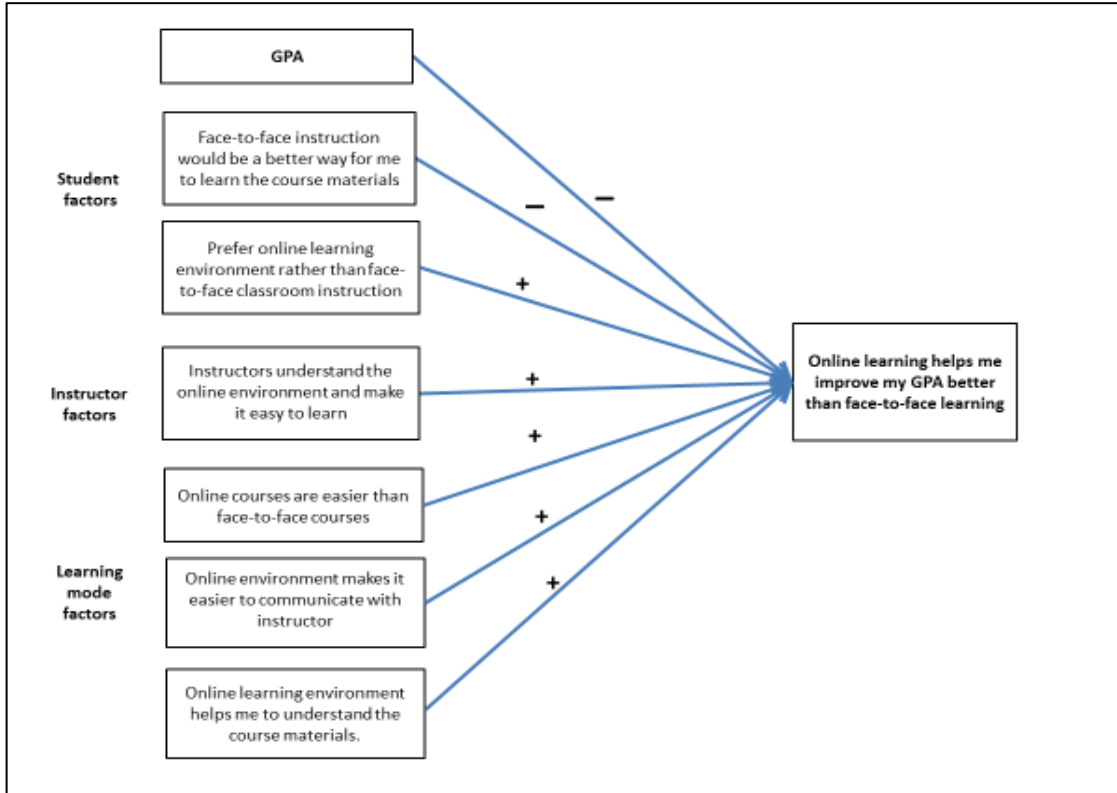 GPA
Face-to-face instruction
would be a better way for me
to learn the course materials
Student
factors
Prefer online learning
environment rather than face-
to-face classroom instruction
Instructors understand the
online environment and make
it easy to learn
Instructor
factors
Online courses are easier than
face-to-face courses
Online environment makes it
easier to communicate with
instructor
Learning
mode
factors
Online learning environment
helps me to understand the
course materials.
−
−
+
+
+
+
+
Online learning helps me
improve my GPA better
than face-to-face learning